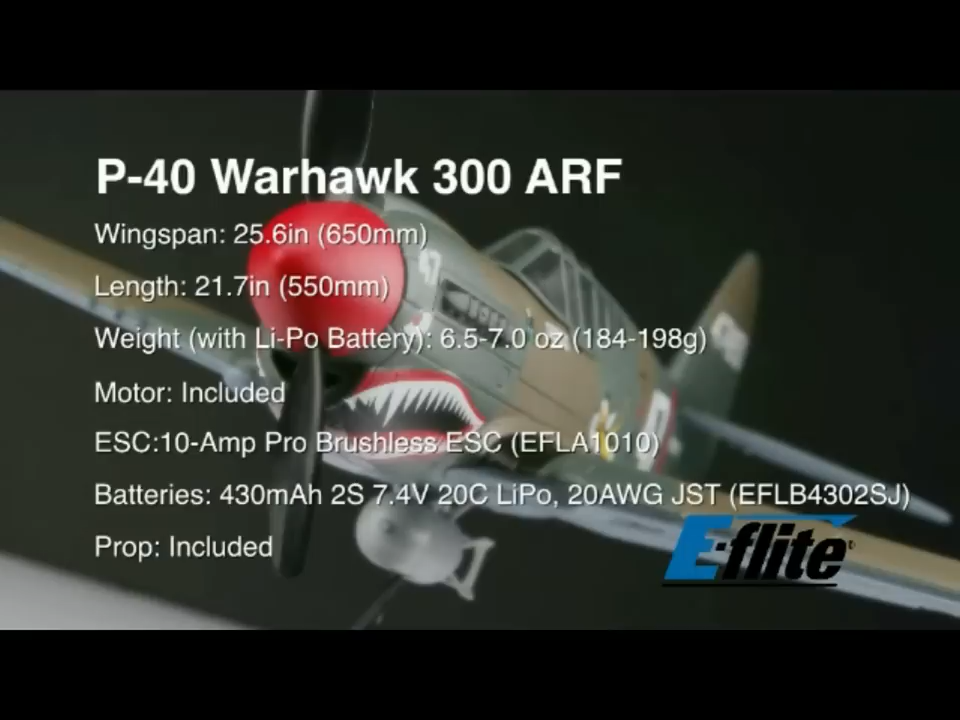 P-40 Warhawk 300 ARF
Wingspan: 25.6in (650mm)
Length: 21.7in (550mm)
Weight (with Li-Po Battery): 6.5-7.0 oz (184-198g)
Motor: Included
ESC:10-Amp Pro Brushless ESC (EFLA1010)
Batteries: 430mAh 2S 7.4V 20C LiPo, 20AWG JST (EFLB4302SJ)
Prop: Included
E-flite
47